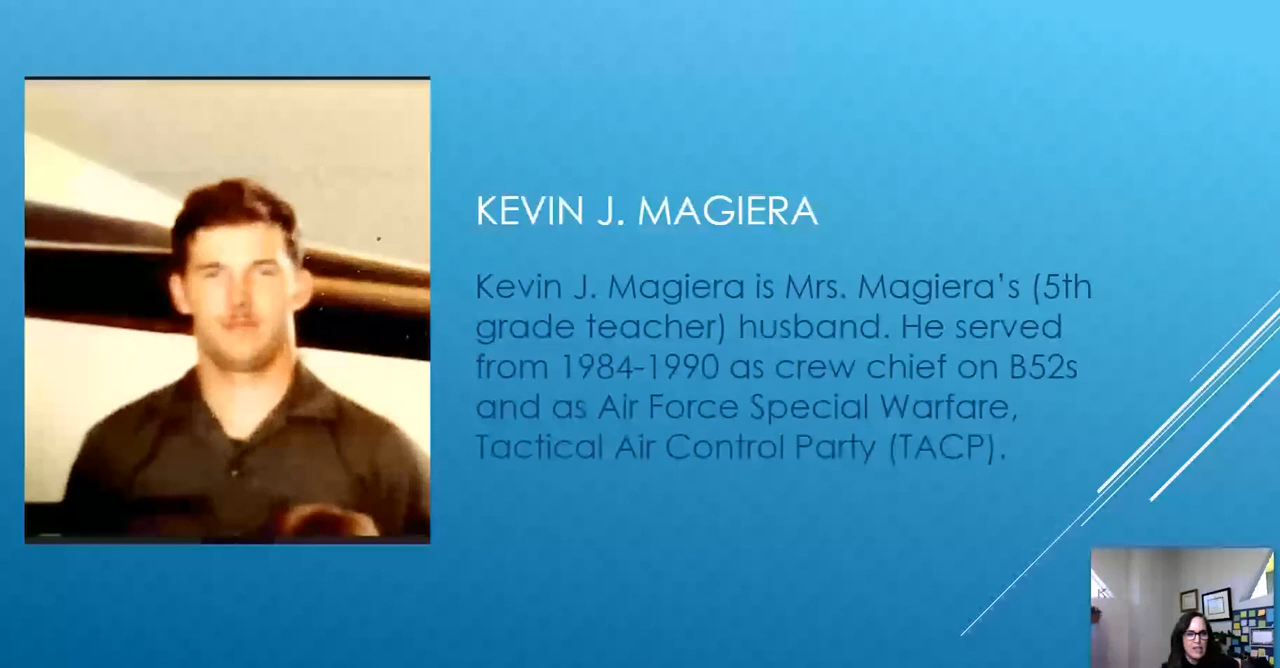 KEVIN J. MAGIERA
Kevin J. Magiera is Mrs. Magiera’s (5th
grade teacher) husband. He served
from 1984-1990 as crew chief on B52s
and as Air Force Special Warfare,
Tactical Air Control Party (TACP).